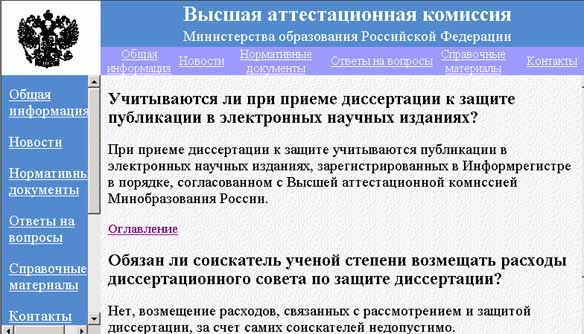 Высшая аттестационная комиссия
Министерства образования Российской Федерации
Общая информация
Новости
Нормативные документы
Ответы на вопросы
Справочные материалы
Контакты
Общая
информация
Новости
Нормативны
документы
Ответы на
вопросы
Справочные
материалы
Контакты
Учитываются ли при приеме диссертации к защите
публикации в электронных научных изданиях?
При приеме диссертации к защите учитываются публикации в
электронных научных изданиях, зарегистрированных в Информрегистре
в порядке, согласованном с Высшей аттестационной комиссией
Минобразования России.
Оглавление
Обязан ли соискатель ученой степени возмещать расходы
диссертационного совета по защите диссертации?
Нет, возмещение расходов, связанных с рассмотрением и защитой
диссертации, за счет самих соискателей недопустимо.